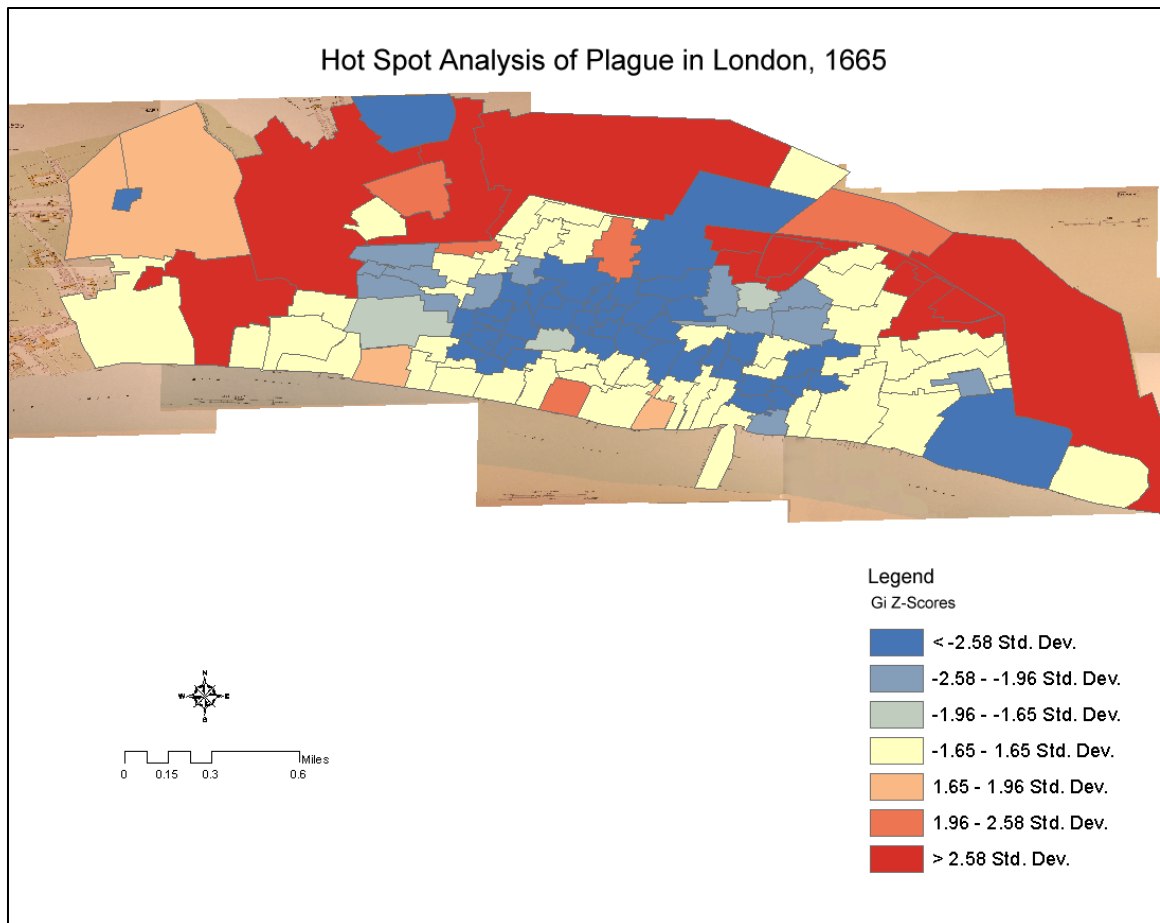 Hot Spot Analysis of Plague in London, 1665
Legend
Gi Z-Scores
< -2.58 Std. Dev.
-2.58 - -1.96 Std. Dev.
-1.96 - -1.65 Std. Dev.
-1.65 - 1.65 Std. Dev.
1.65 - 1.96 Std. Dev.
1.96 - 2.58 Std. Dev.
> 2.58 Std. Dev.
N
W E
S
Miles
0 0.15 0.3 0.6